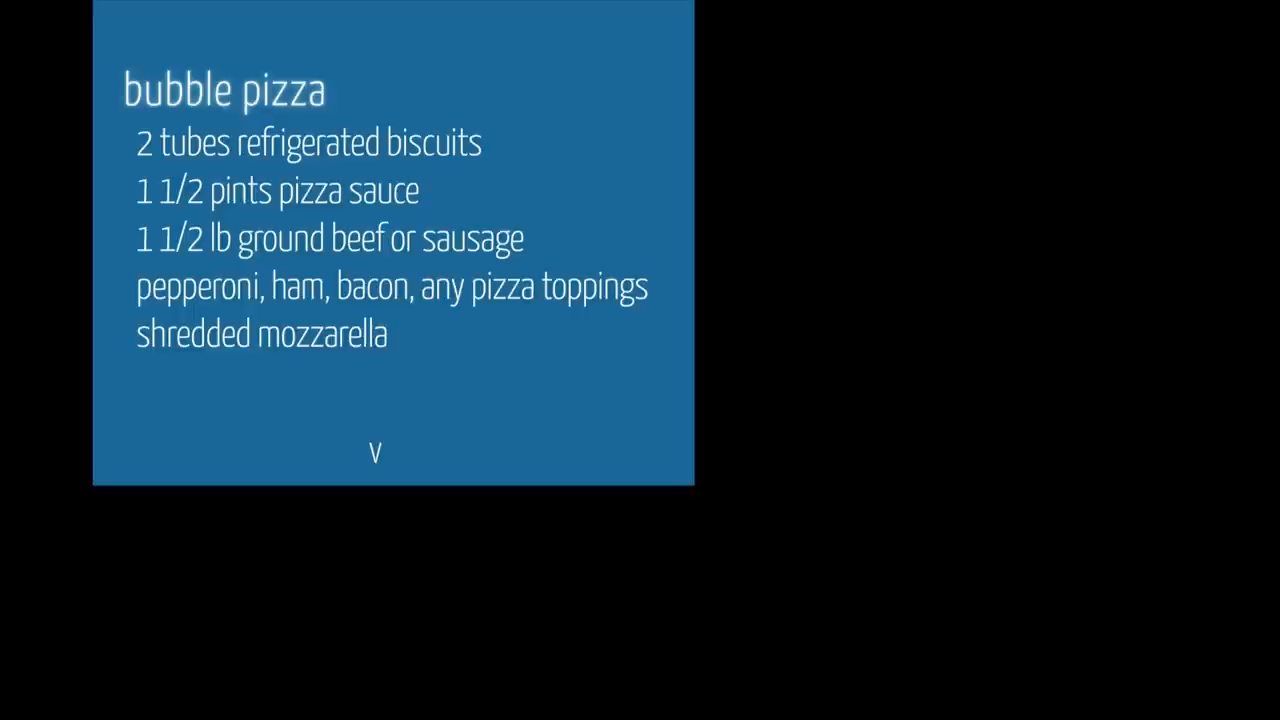 bubble pizza
2 tubes refrigerated biscuits
1 1/2 pints pizza sauce
1 1/2 lb ground beef or sausage
pepperoni, ham, bacon, any pizza toppings
shredded mozzarella
v